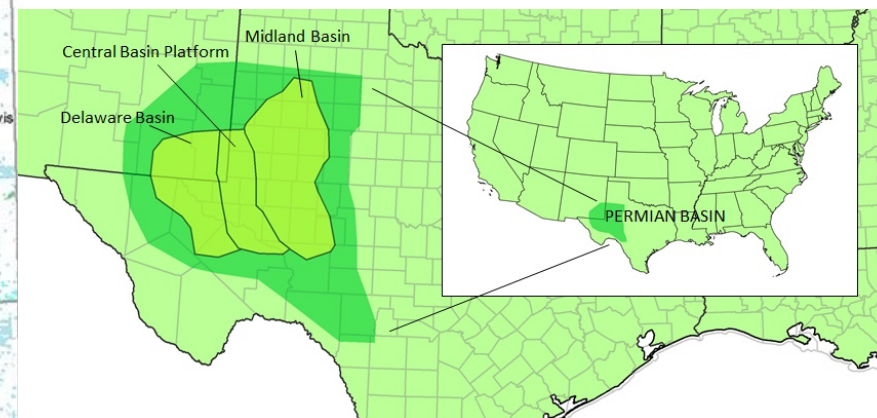 Midland Basin
Central Basin Platform
Delaware Basin
PERMIAN BASIN